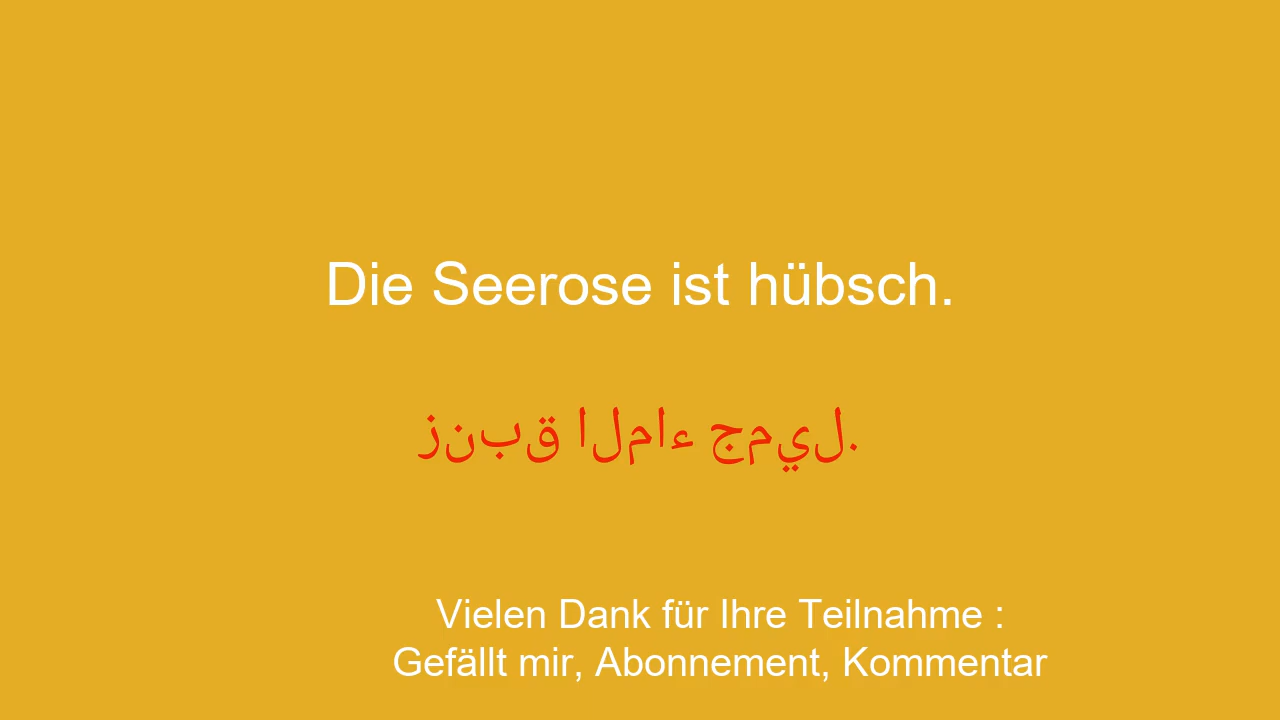 Die Seerose ist hübsch.
زنبق الماء جميل.
Vielen Dank für Ihre Teilnahme :
Gefällt mir, Abonnement, Kommentar